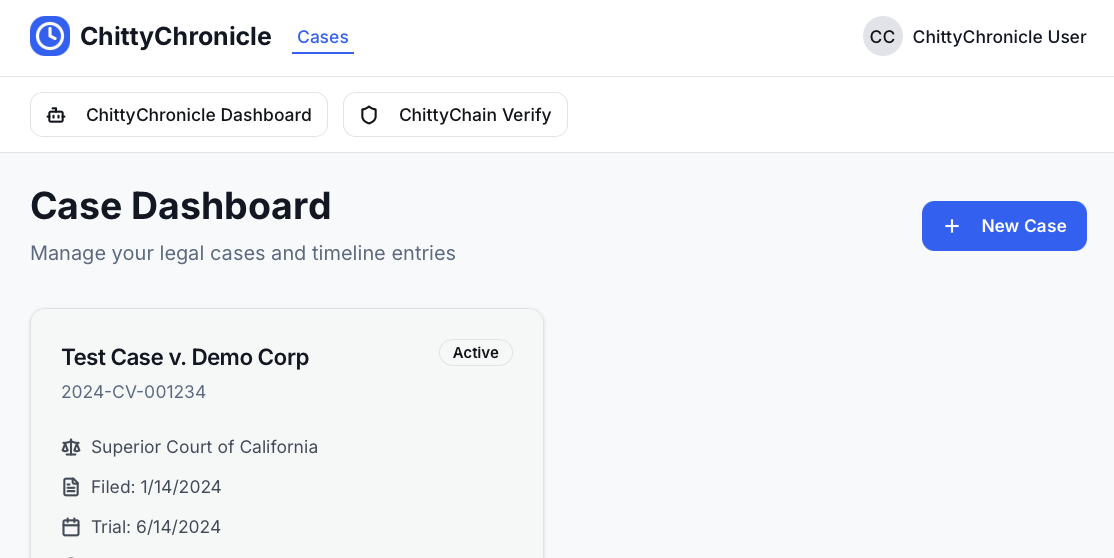 ChittyChronicle
Cases
CC
ChittyChronicle User
ChittyChronicle Dashboard
ChittyChain Verify
Case Dashboard
Manage your legal cases and timeline entries
New Case
Test Case v. Demo Corp
Active
2024-CV-001234
Superior Court of California
Filed: 1/14/2024
Trial: 6/14/2024